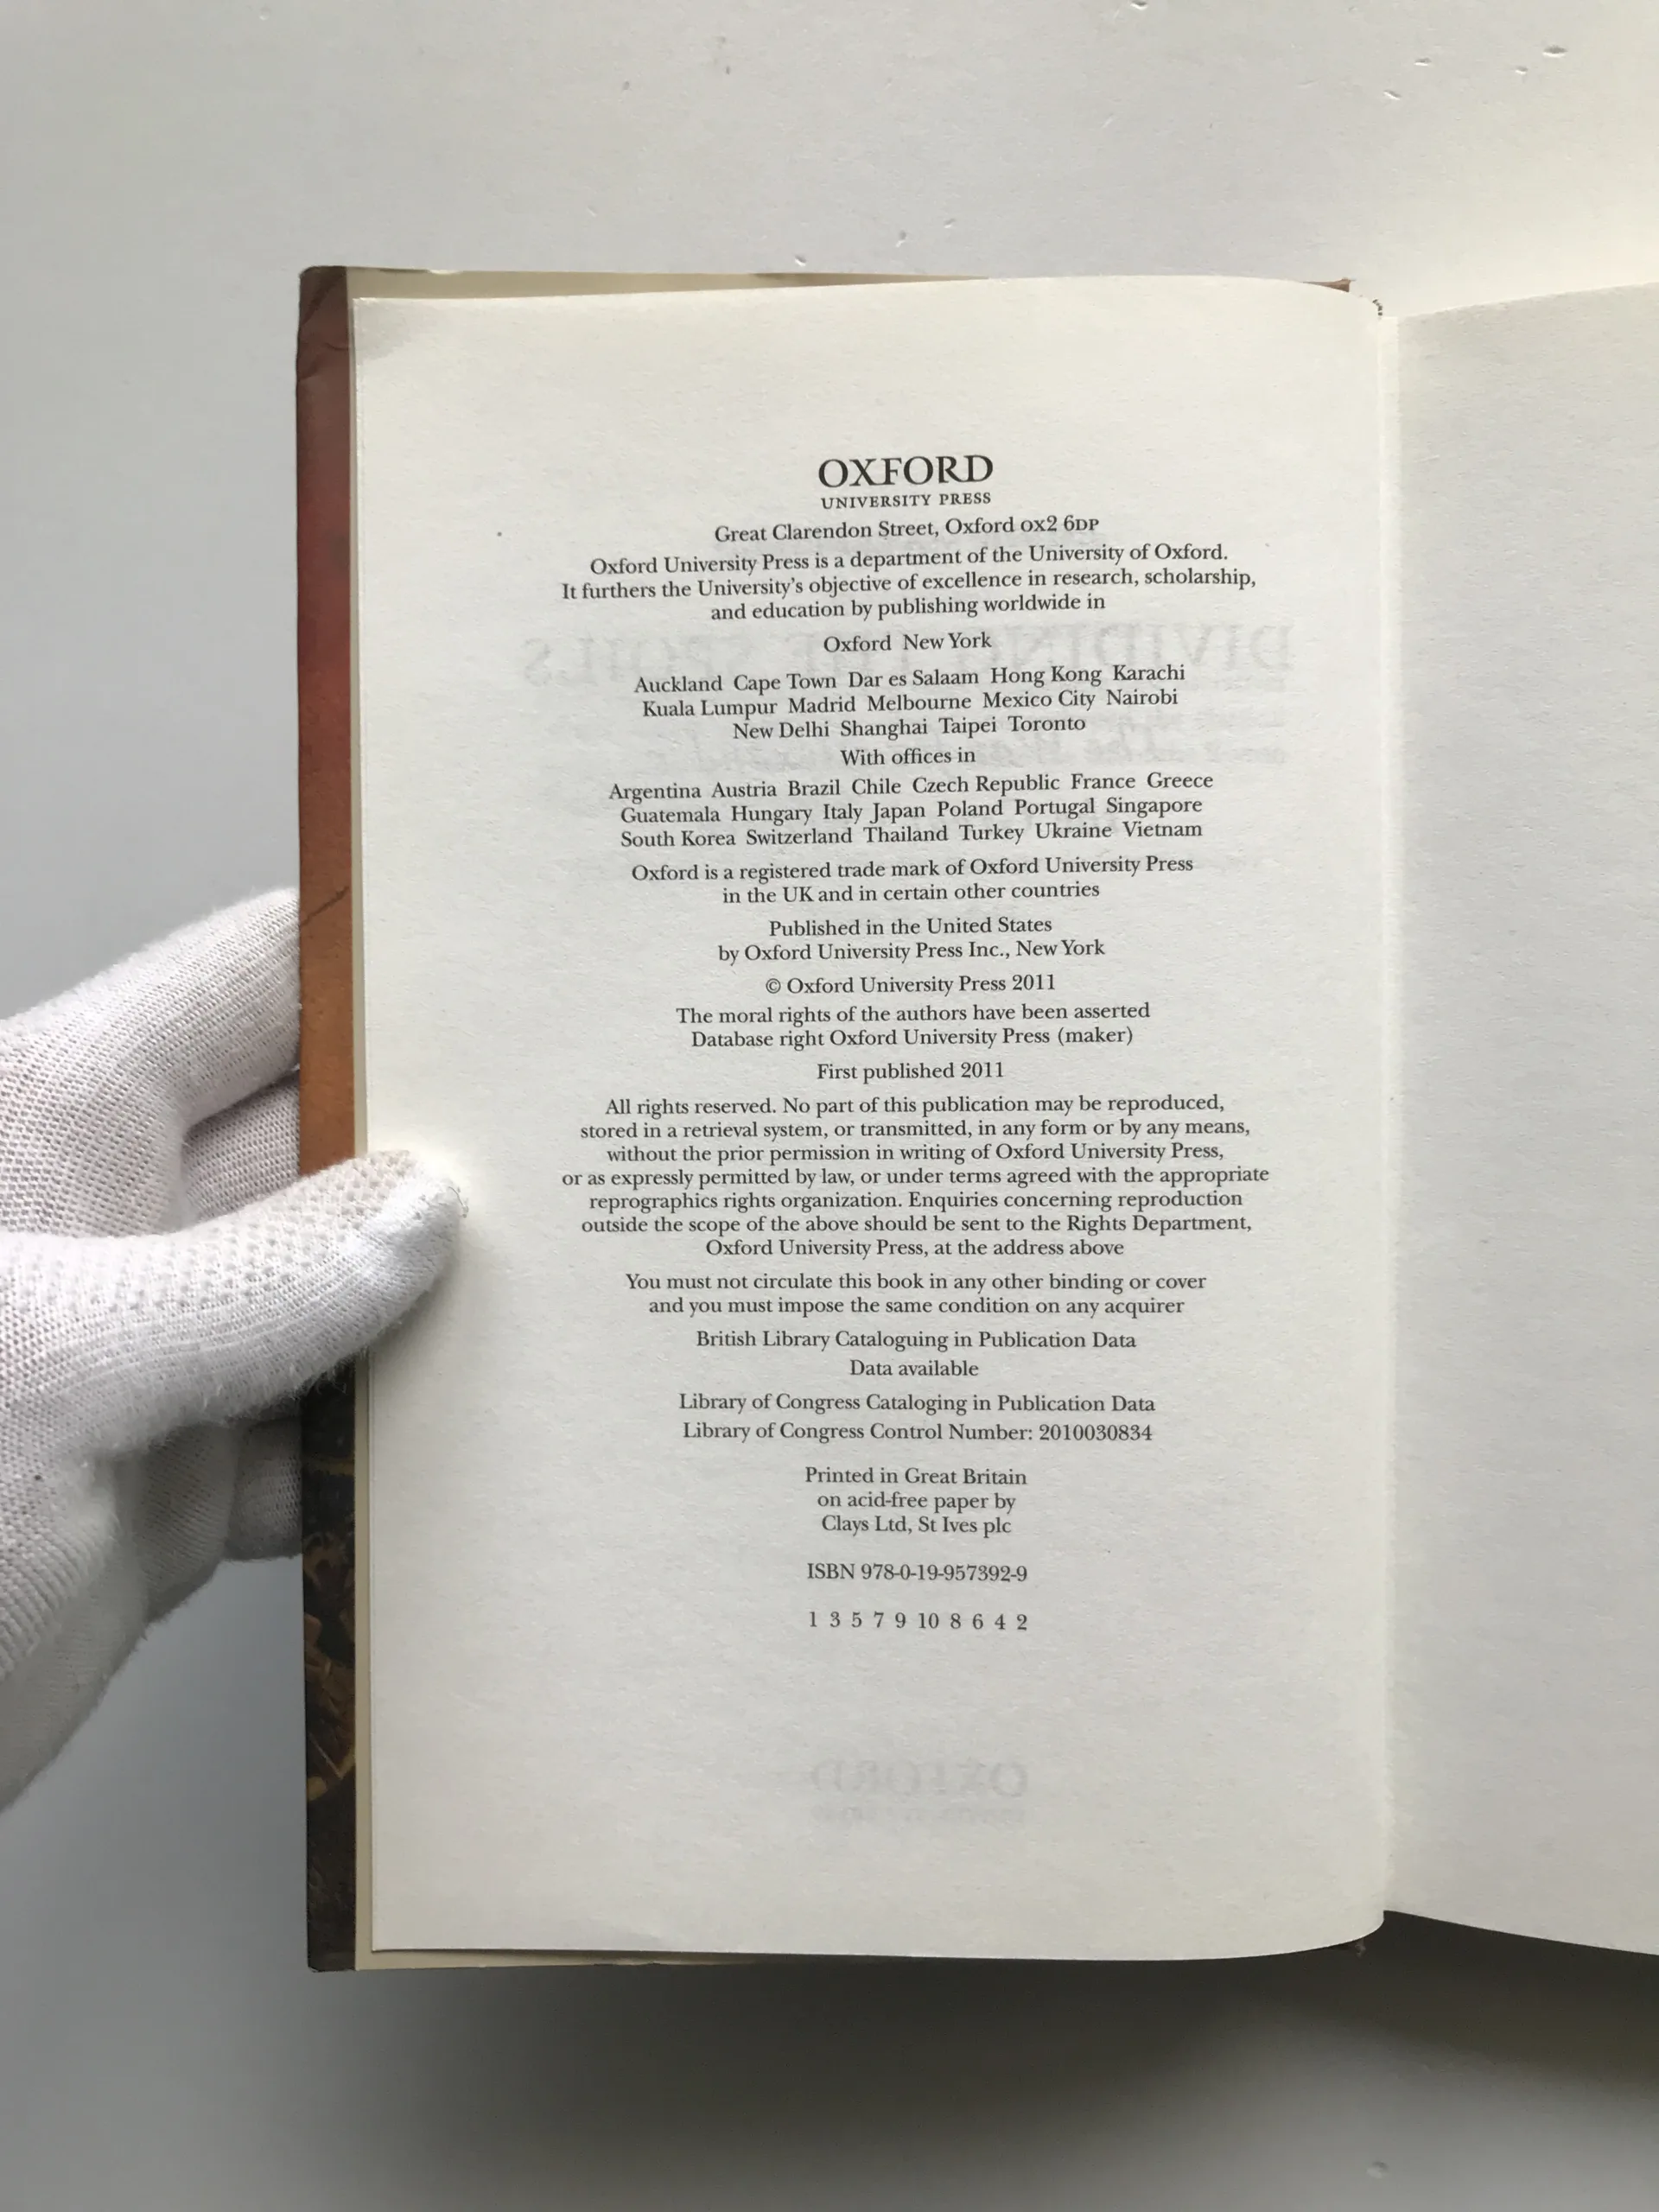 OXFORD
UNIVERSITY PRESS
Great Clarendon Street, Oxford OX2 6DP
Oxford University Press is a department of the University of Oxford.
It furthers the University's objective of excellence in research, scholarship,
and education by publishing worldwide in
Oxford New York
Auckland Cape Town Dar es Salaam Hong Kong Karachi
Kuala Lumpur Madrid Melbourne Mexico City Nairobi
New Delhi Shanghai Taipei Toronto
With offices in
Argentina Austria Brazil Chile Czech Republic France Greece
Guatemala Hungary Italy Japan Poland Portugal Singapore
South Korea Switzerland Thailand Turkey Ukraine Vietnam
Oxford is a registered trade mark of Oxford University Press
in the UK and in certain other countries
Published in the United States
by Oxford University Press Inc., New York
© Oxford University Press 2011
The moral rights of the authors have been asserted
Database right Oxford University Press (maker)
First published 2011
All rights reserved. No part of this publication may be reproduced,
stored in a retrieval system, or transmitted, in any form or by any means,
without the prior permission in writing of Oxford University Press,
or as expressly permitted by law, or under terms agreed with the appropriate
reprographics rights organization. Enquiries concerning reproduction
outside the scope of the above should be sent to the Rights Department,
Oxford University Press, at the address above
You must not circulate this book in any other binding or cover
and you must impose the same condition on any acquirer
British Library Cataloguing in Publication Data
Data available
Library of Congress Cataloging in Publication Data
Library of Congress Control Number: 2010030834
Printed in Great Britain
on acid-free paper by
Clays Ltd, St Ives plc
ISBN 978-0-19-957392-9
1 3 5 7 9 10 8 6 4 2